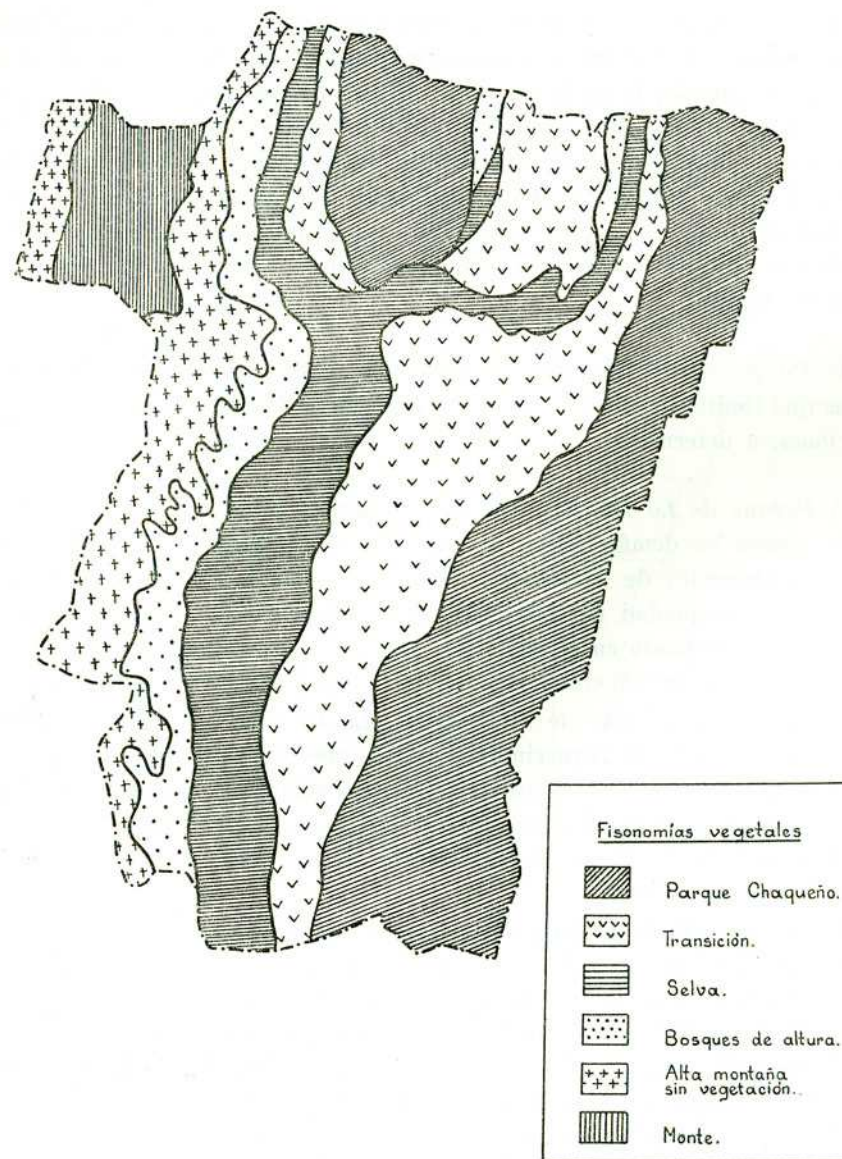 Fisonomías vegetales
Parque Chaqueño.
Transición.
Selva.
Bosques de altura.
Alta montaña
sin vegetación..
Monte.